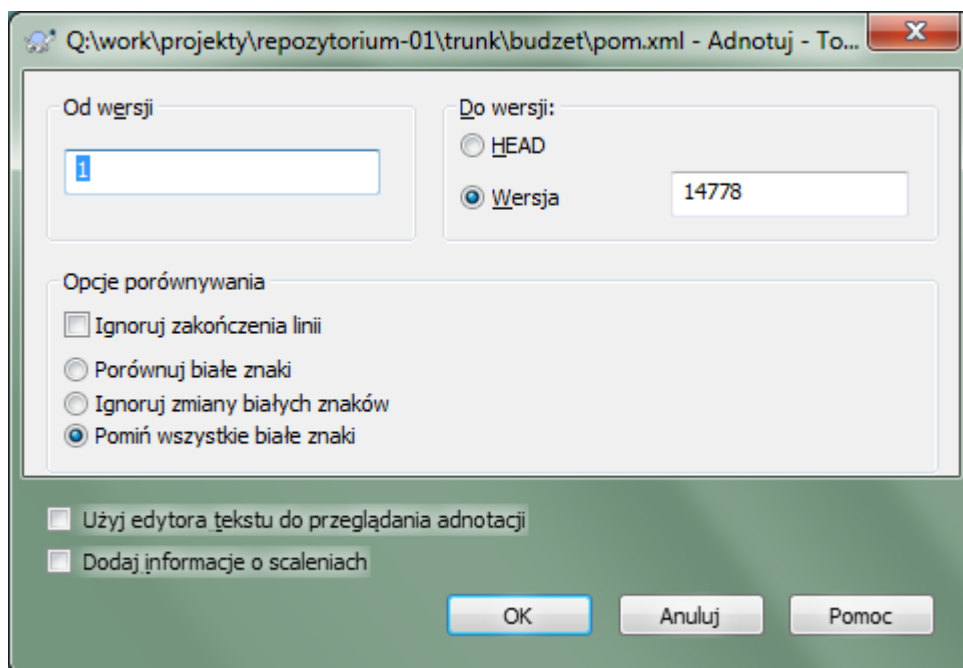 Q:\work\projekty\repozytorium-01\trunk\budzet\pom.xml - Adnotuj - To...
X
Od wersji
1
Do wersji:
HEAD
Wersja
14778
Opcje porównywania
Ignoruj zakończenia linii
Porównuj białe znaki
Ignoruj zmiany białych znaków
Pomiń wszystkie białe znaki
Użyj edytora tekstu do przeglądania adnotacji
Dodaj informacje o scaleniach
OK
Anuluj
Pomoc